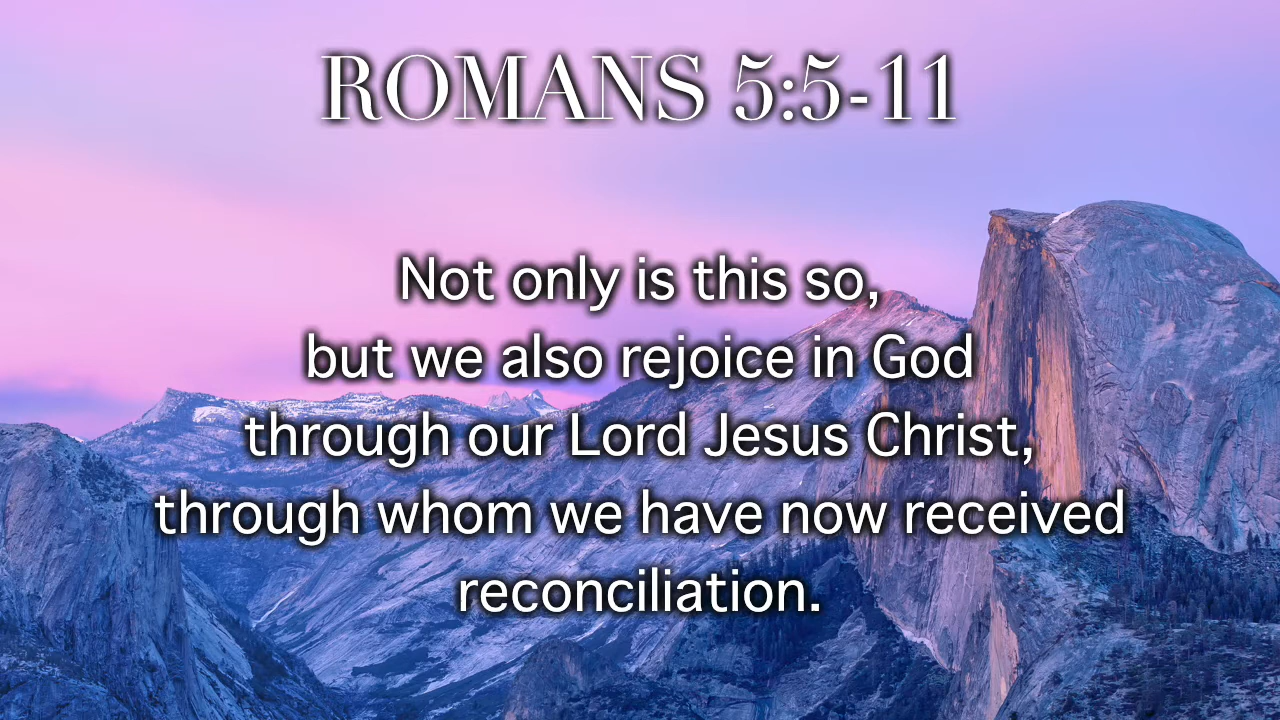 ROMANS 5:5-11
Not only is this so,
but we also rejoice in God
through our Lord Jesus Christ,
through whom we have now received
reconciliation.